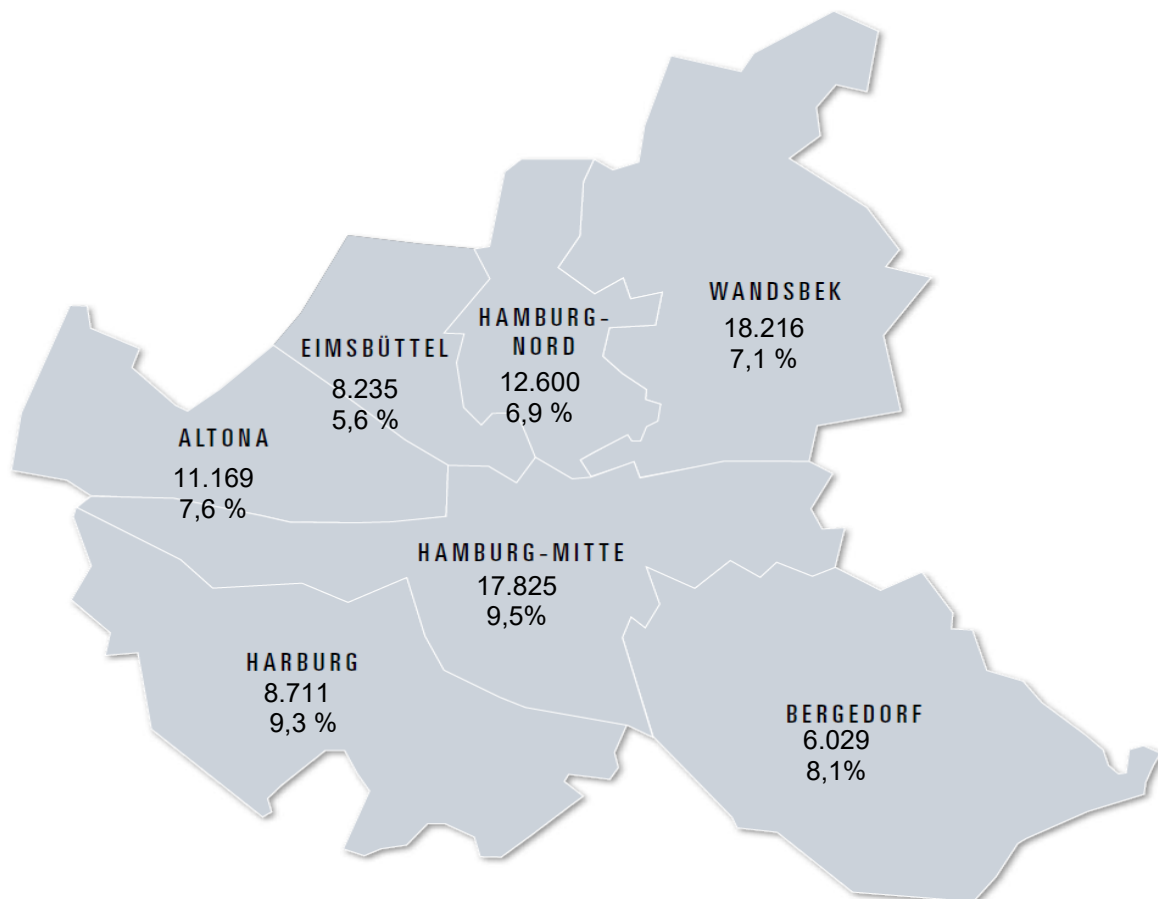 WANDSBEK
18.216
7,1 %
HAMBURG-
NORD
12.600
6,9 %
EIMSBÜTTEL
8.235
5,6 %
ALTONA
11.169
7,6 %
HAMBURG-MITTE
17.825
9,5%
HARBURG
8.711
9,3 %
BERGEDORF
6.029
8,1%